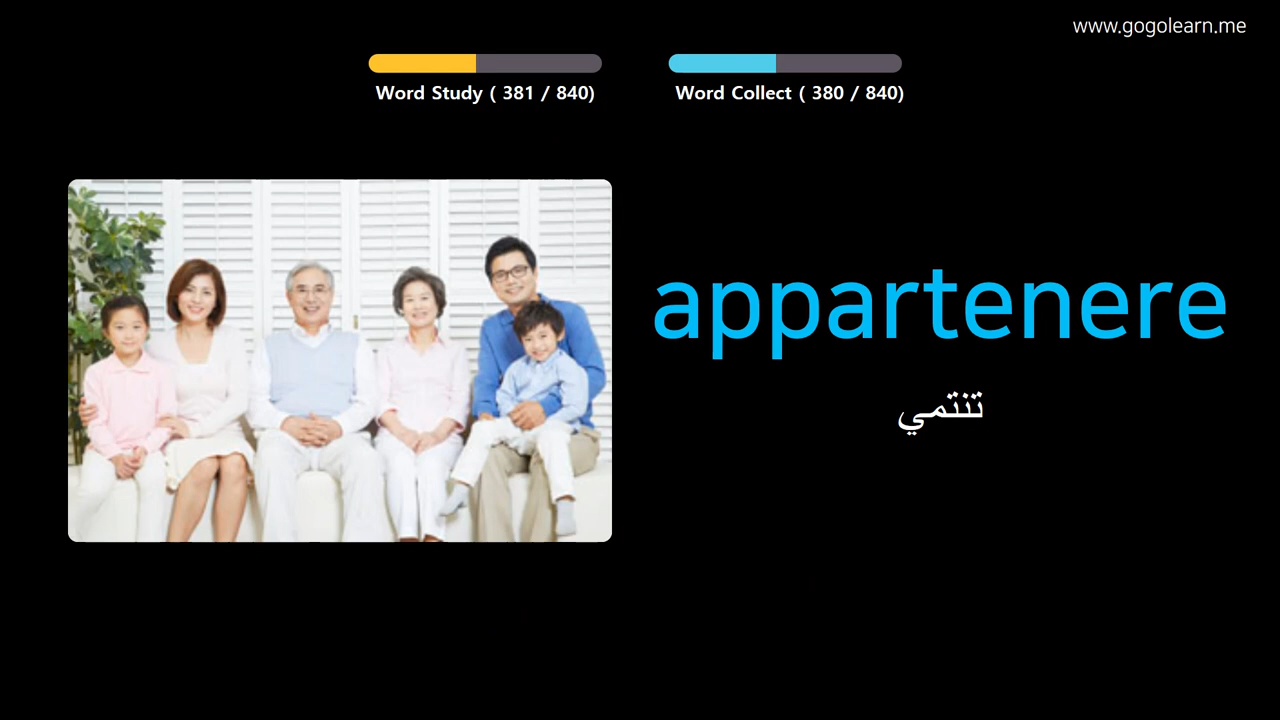 www.gogolearn.me
Word Study ( 381 / 840)
Word Collect ( 380 / 840)
appartenere
تنتمي